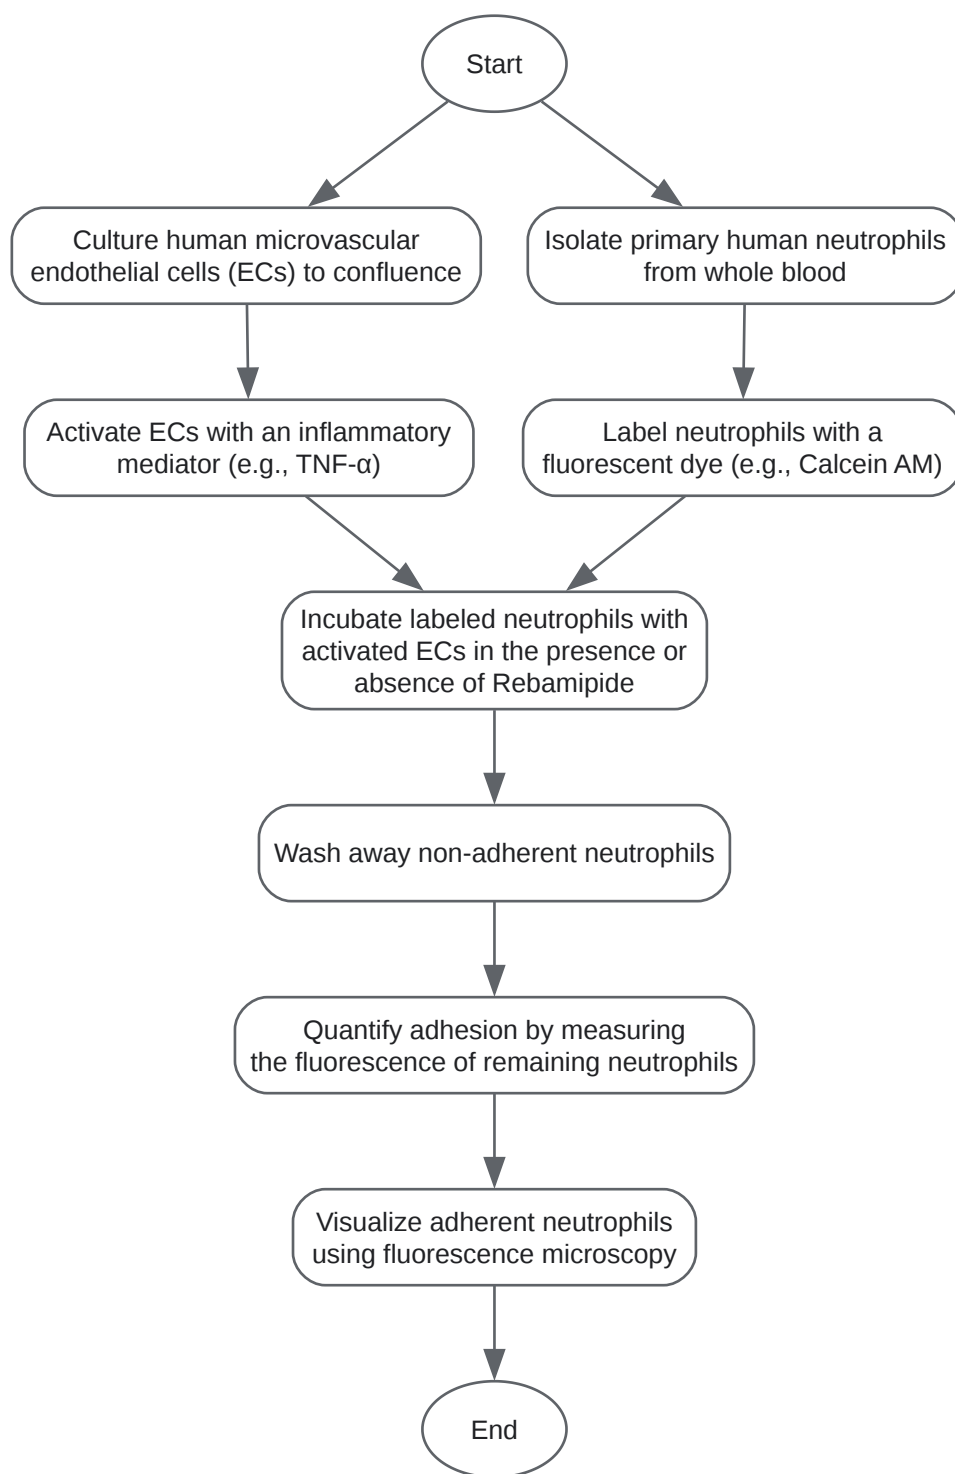 Start
Culture human microvascular
endothelial cells (ECs) to confluence
Isolate primary human neutrophils
from whole blood
Activate ECs with an inflammatory
mediator (e.g., TNF-α)
Label neutrophils with a
fluorescent dye (e.g., Calcein AM)
Incubate labeled neutrophils with
activated ECs in the presence or
absence of Rebamipide
Wash away non-adherent neutrophils
Quantify adhesion by measuring
the fluorescence of remaining neutrophils
Visualize adherent neutrophils
using fluorescence microscopy
End